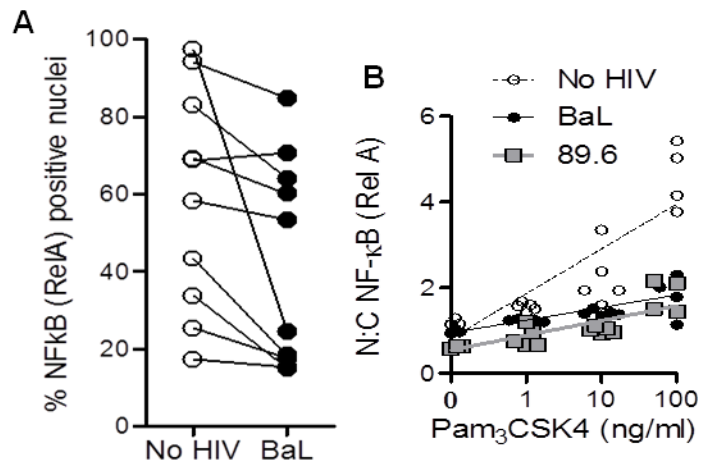 A
% NFkB (RelA) positive nuclei
100
80
60
40
20
0
No HIV BaL
B
No HIV
BaL
89.6
N:C NF-κB (Rel A)
6
4
2
0
0 1 10 100
Pam₃CSK4 (ng/ml)